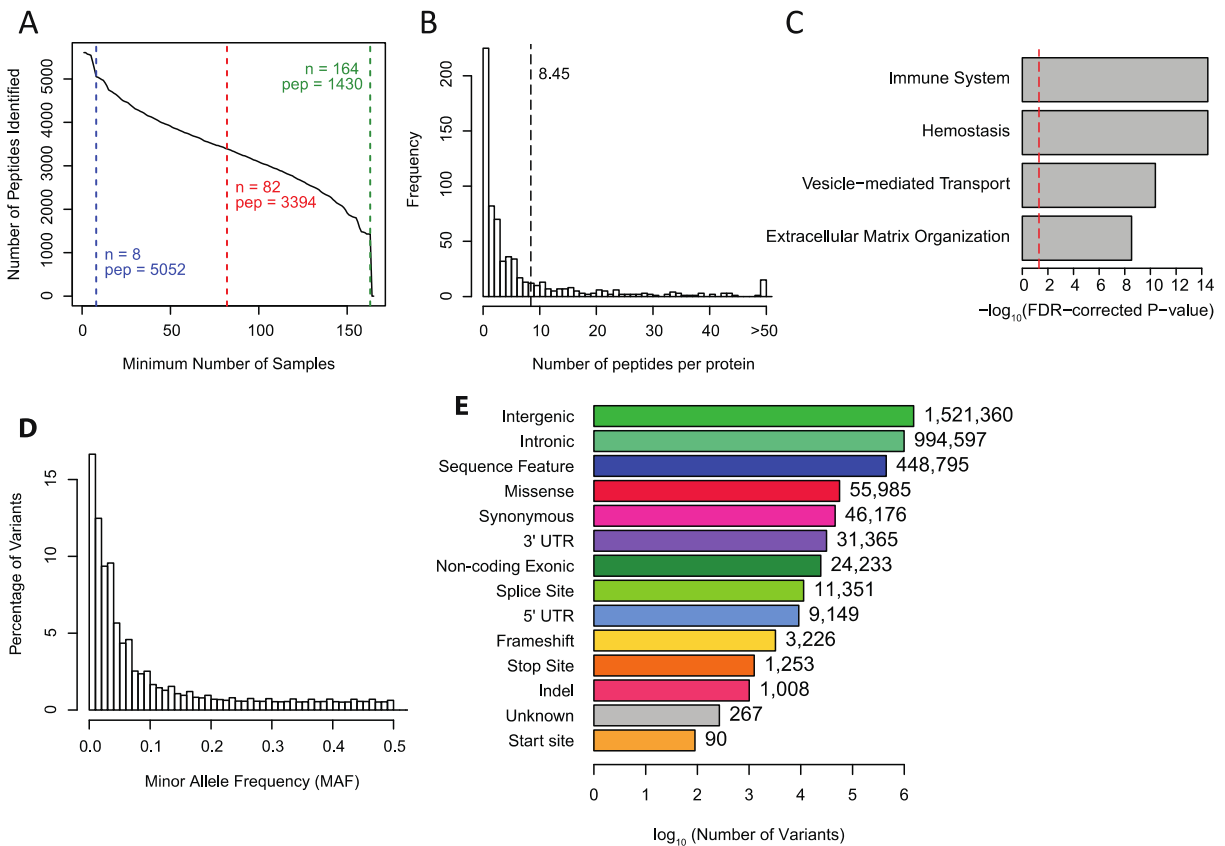 A
Number of Peptides Identified
0 1000 2000 3000 4000 5000
n = 164
pep = 1430
n = 82
pep = 3394
n = 8
pep = 5052
0 50 100 150
Minimum Number of Samples
B
Frequency
0 50 100 150 200
8.45
0 10 20 30 40 >50
Number of peptides per protein
C
Immune System
Hemostasis
Vesicle−mediated Transport
Extracellular Matrix Organization
0 2 4 6 8 10 12 14
−log₁₀(FDR−corrected P−value)
D
Percentage of Variants
0 5 10 15
0.0 0.1 0.2 0.3 0.4 0.5
Minor Allele Frequency (MAF)
E
Intergenic 1,521,360
Intronic 994,597
Sequence Feature 448,795
Missense 55,985
Synonymous 46,176
3' UTR 31,365
Non-coding Exonic 24,233
Splice Site 11,351
5' UTR 9,149
Frameshift 3,226
Stop Site 1,253
Indel 1,008
Unknown 267
Start site 90
0 1 2 3 4 5 6
log₁₀ (Number of Variants)